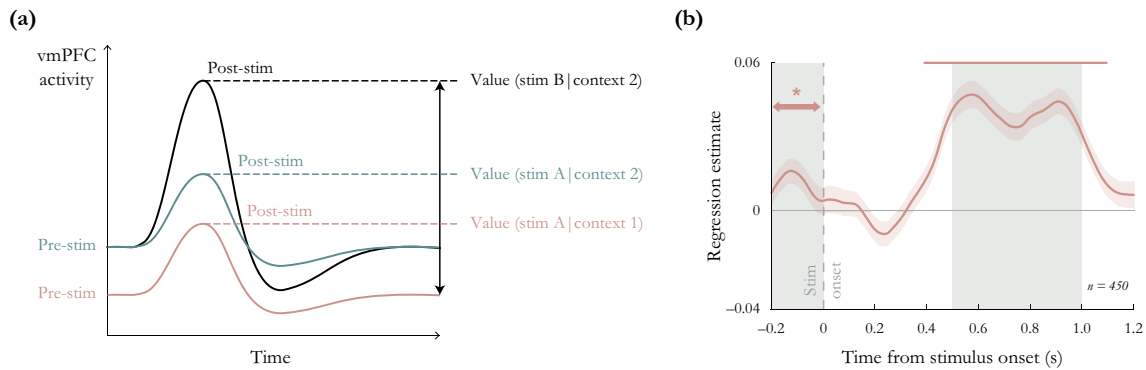 (a)
vmPFC
activity
Post-stim
Value (stim B|context 2)
Post-stim
Value (stim A|context 2)
Post-stim
Value (stim A|context 1)
Pre-stim
Pre-stim
Time
(b)
0.06
*
Regression estimate
0
Stim
onset
n = 450
–0.04
–0.2
0
0.2
0.4
0.6
0.8
1.0
1.2
Time from stimulus onset (s)